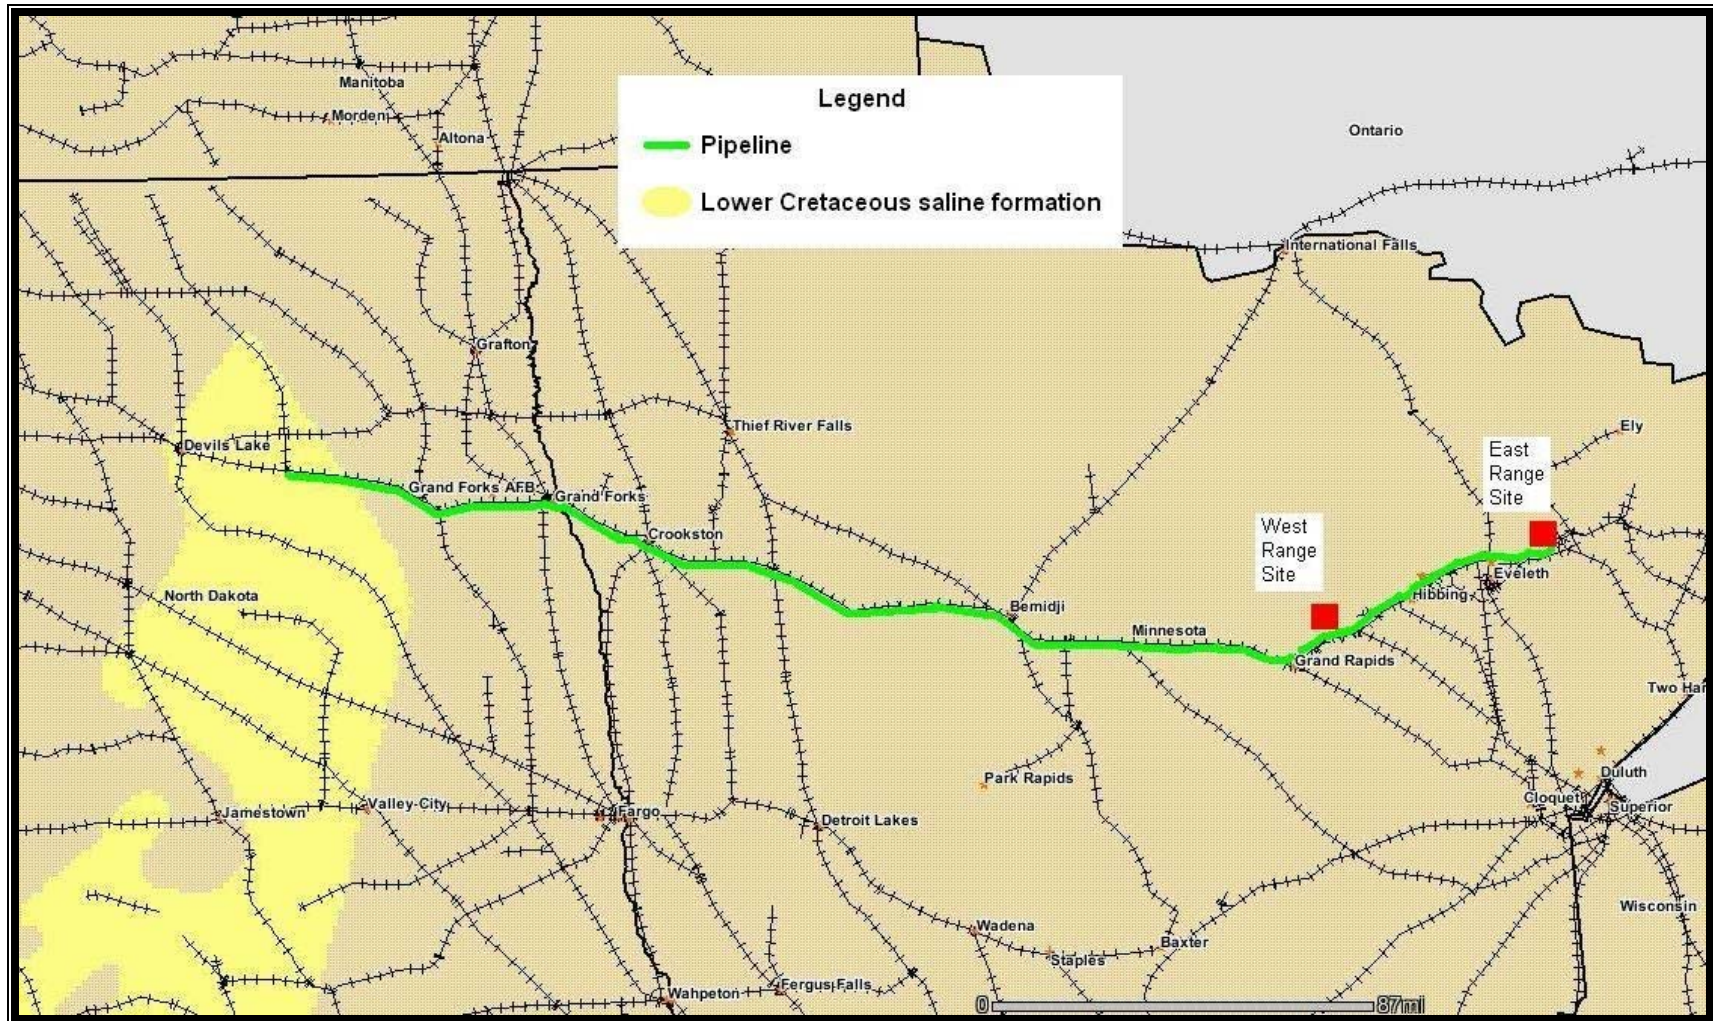 Manitoba
Morden
Altona
Legend
Pipeline
Lower Cretaceous saline formation
Ontario
International Falls
Grafton
Thief River Falls
Ely
Devils Lake
East
Range
Site
Grand Forks AFB
Grand Forks
Crookston
West
Range
Site
Eveleth
North Dakota
Hibbing
Bemidji
Minnesota
Grand Rapids
Two Har
Park Rapids
Duluth
Cloquet
Superior
Jamestown
Valley City
Fargo
Detroit Lakes
Wisconsin
Wadena
Baxter
Staples
Fergus Falls
Wahpeton
0 87mi